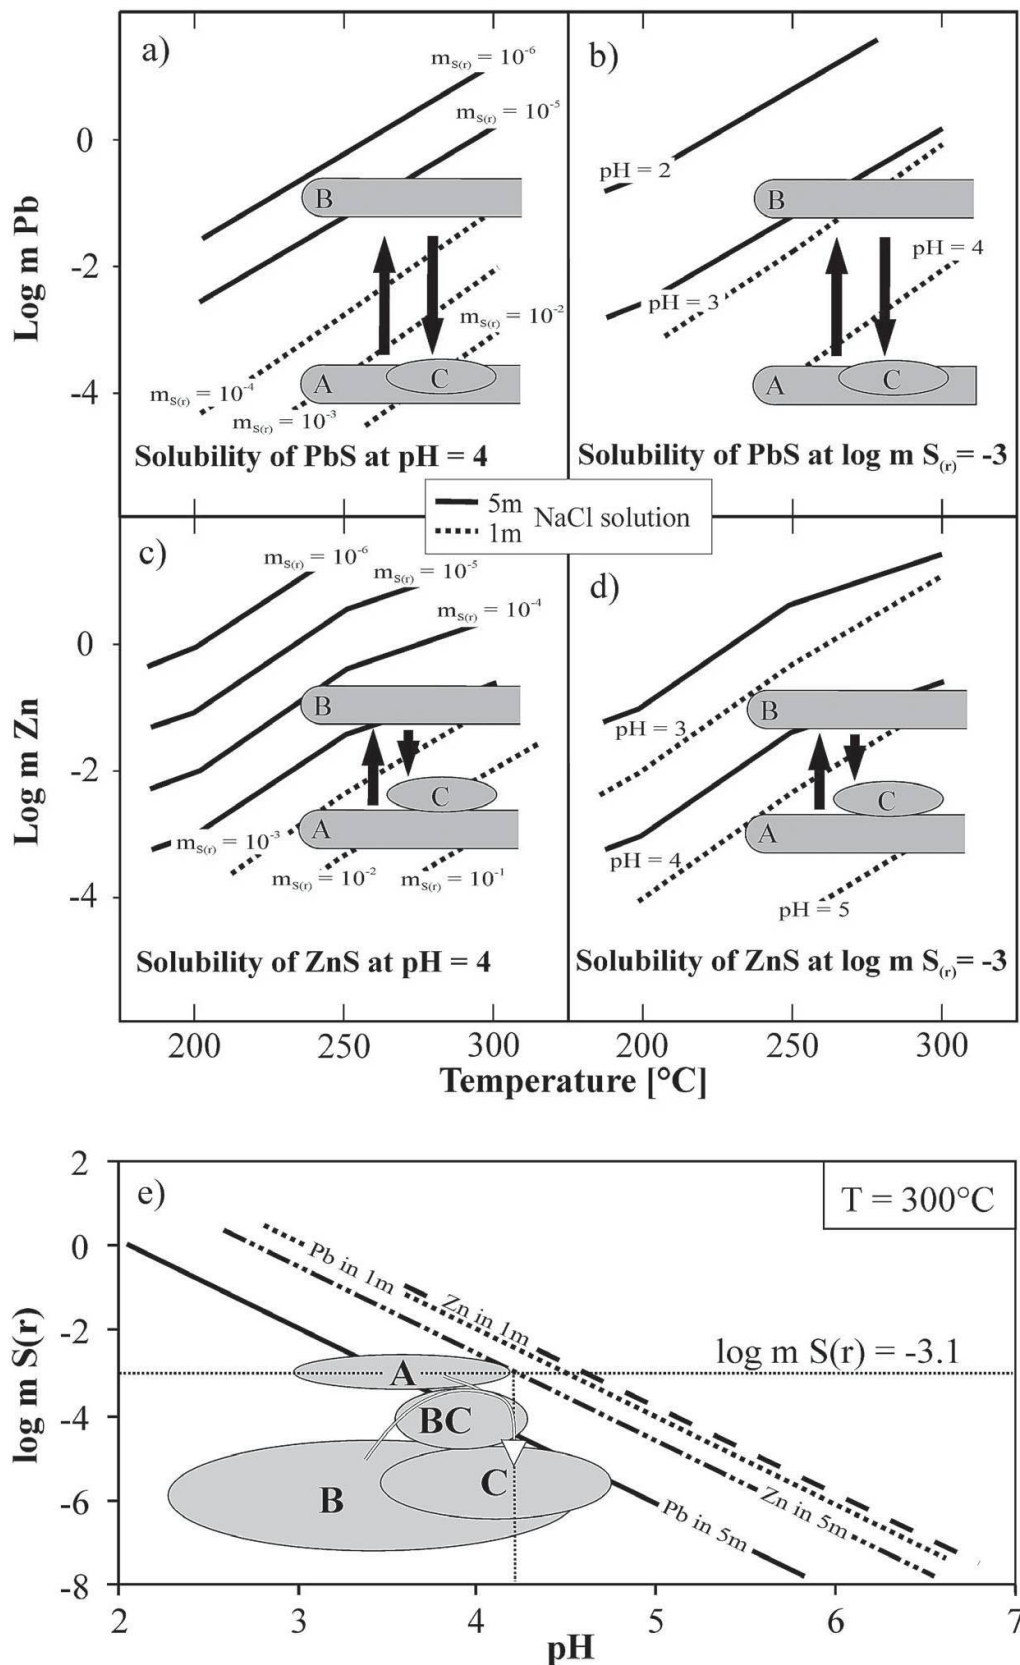 a)
m_S(r) = 10^-6
m_S(r) = 10^-5
B
m_S(r) = 10^-2
A
C
m_S(r) = 10^-4
m_S(r) = 10^-3
Solubility of PbS at pH = 4
b)
pH = 2
B
pH = 4
pH = 3
A
C
Solubility of PbS at log m S_(r)= -3
Log m Pb
0
-2
-4
5m
1m
NaCl solution
c)
m_S(r) = 10^-6
m_S(r) = 10^-5
m_S(r) = 10^-4
B
C
A
m_S(r) = 10^-3
m_S(r) = 10^-2
m_S(r) = 10^-1
Solubility of ZnS at pH = 4
d)
B
pH = 3
C
A
pH = 4
pH = 5
Solubility of ZnS at log m S_(r)= -3
Log m Zn
0
-2
-4
200 250 300 200 250 300
Temperature [°C]
e)
T = 300°C
Pb in 1m
Zn in 1m
log m S(r) = -3.1
A
BC
B
C
Zn in 5m
Pb in 5m
log m S(r)
2
0
-2
-4
-6
-8
2 3 4 5 6 7
pH